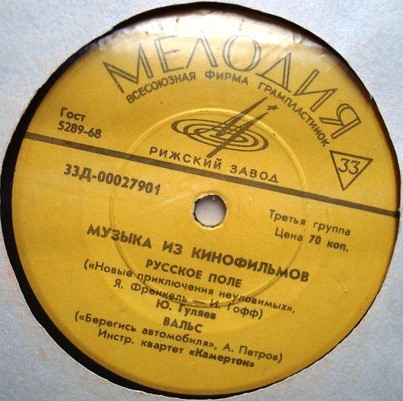 МЕЛОДИЯ
ВСЕСОЮЗНАЯ ФИРМА ГРАМПЛАСТИНОК
Гост
5289-68
РИЖСКИЙ ЗАВОД
33
33Д-00027901
Третья группа
Цена 70 коп.
МУЗЫКА ИЗ КИНОФИЛЬМОВ
РУССКОЕ ПОЛЕ
(«Новые приключения неуловимых»,
Я. Френкель — И. Гофф)
Ю. Гуляев
ВАЛЬС
(«Берегись автомобиля», А. Петров)
Инстр. квартет «Камертон»